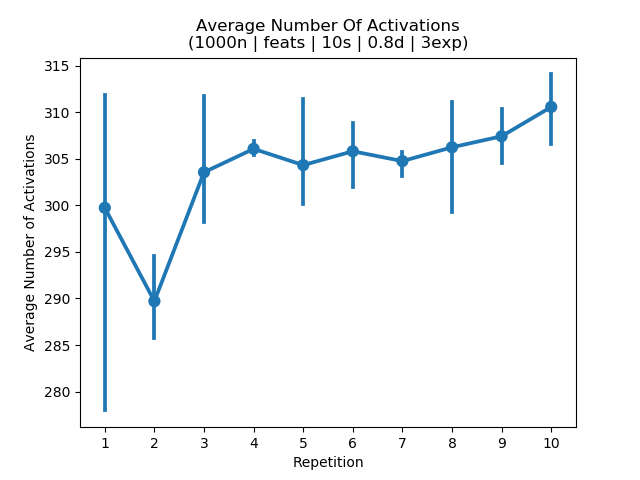 Average Number Of Activations
(1000n | feats | 10s | 0.8d | 3exp)
315
310
305
300
295
290
285
280
Average Number of Activations
1 2 3 4 5 6 7 8 9 10
Repetition